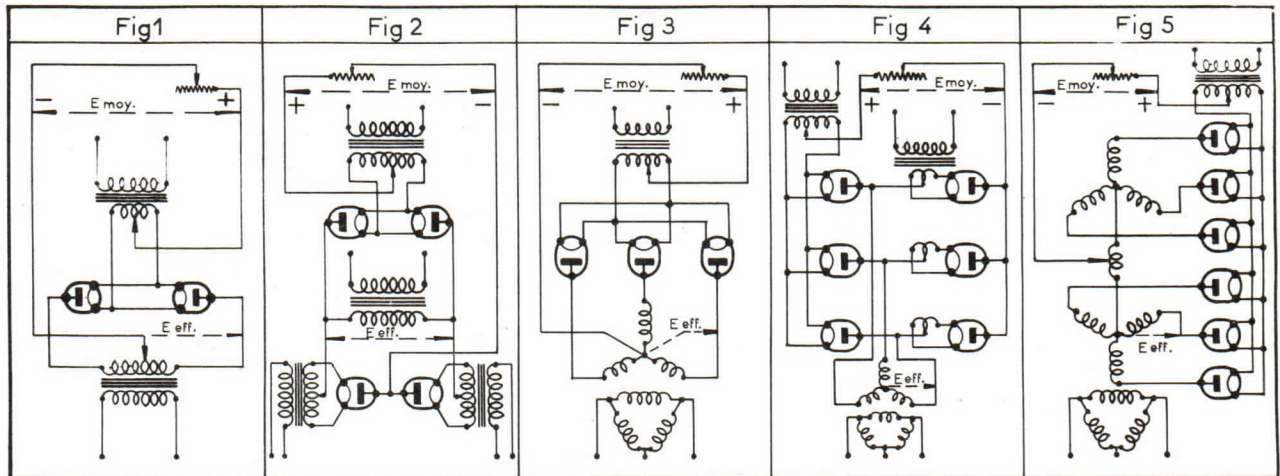 Fig1
Fig 2
Fig 3
Fig 4
Fig 5
E moy.
- +
E eff.
E moy.
+ -
E eff.
E moy.
- +
E eff.
E moy.
+ -
E eff.
E moy.
- +
E eff.